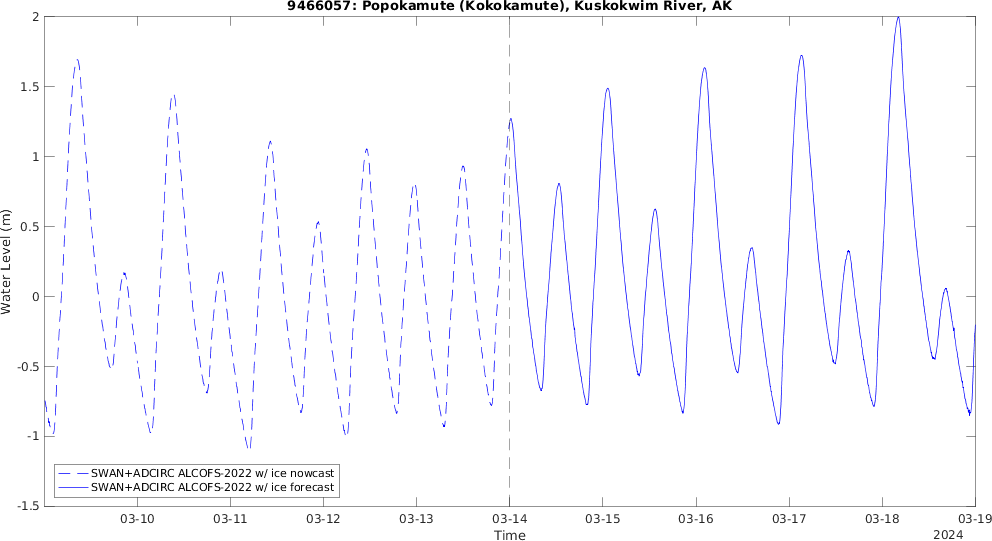 9466057: Popokamute (Kokokamute), Kuskokwim River, AK
2
1.5
1
0.5
0
-0.5
-1
-1.5
Water Level (m)
SWAN+ADCIRC ALCOFS-2022 w/ ice nowcast
SWAN+ADCIRC ALCOFS-2022 w/ ice forecast
03-10 03-11 03-12 03-13 03-14 03-15 03-16 03-17 03-18 03-19
Time
2024